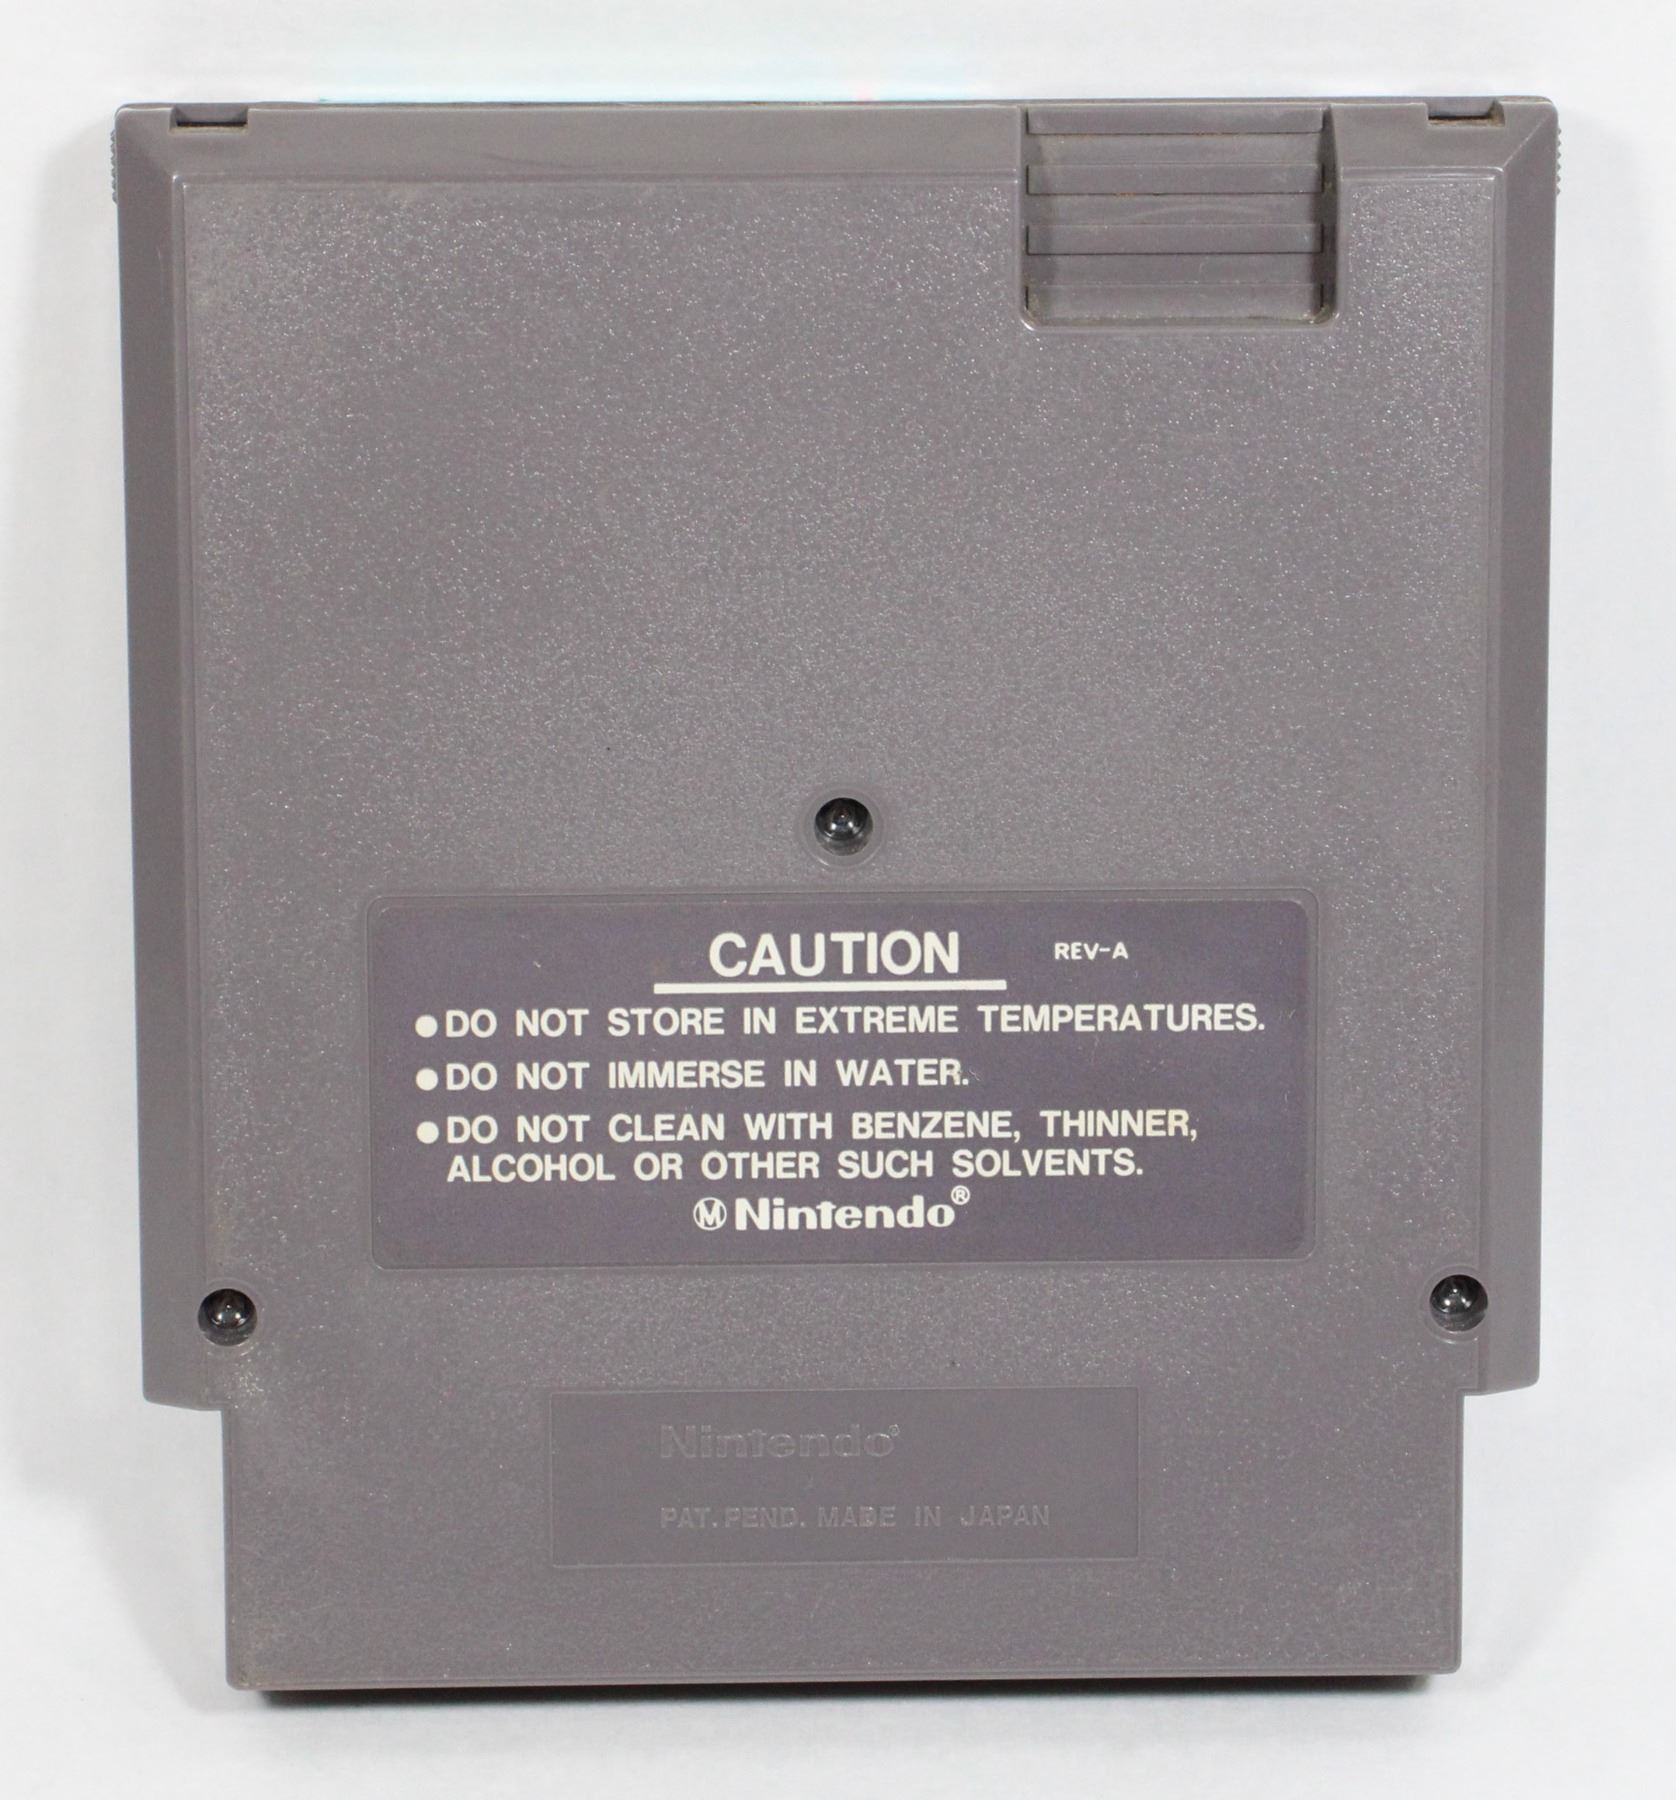 CAUTION REV-A
●DO NOT STORE IN EXTREME TEMPERATURES.
●DO NOT IMMERSE IN WATER.
●DO NOT CLEAN WITH BENZENE, THINNER,
ALCOHOL OR OTHER SUCH SOLVENTS.
Ⓜ Nintendo®
Nintendo®
PAT. PEND. MADE IN JAPAN